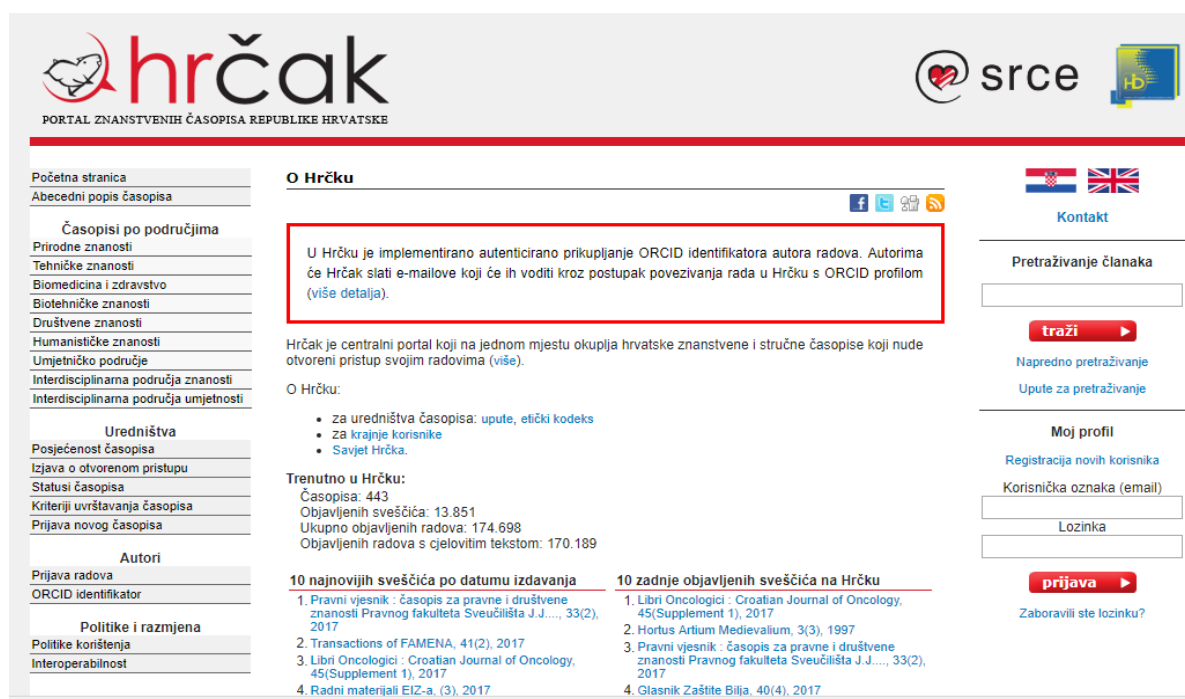 hrčak
PORTAL ZNANSTVENIH ČASOPISA REPUBLIKE HRVATSKE
srce
HD
Početna stranica
Abecedni popis časopisa
Časopisi po područjima
Prirodne znanosti
Tehničke znanosti
Biomedicina i zdravstvo
Biotehničke znanosti
Društvene znanosti
Humanističke znanosti
Umjetničko područje
Interdisciplinarna područja znanosti
Interdisciplinarna područja umjetnosti
Uredništva
Posjećenost časopisa
Izjava o otvorenom pristupu
Statusi časopisa
Kriteriji uvrštavanja časopisa
Prijava novog časopisa
Autori
Prijava radova
ORCID identifikator
Politike i razmjena
Politike korištenja
Interoperabilnost
O Hrčku
U Hrčku je implementirano autenticirano prikupljanje ORCID identifikatora autora radova. Autorima
će Hrčak slati e-mailove koji će ih voditi kroz postupak povezivanja rada u Hrčku s ORCID profilom
(više detalja).
Hrčak je centralni portal koji na jednom mjestu okuplja hrvatske znanstvene i stručne časopise koji nude
otvoreni pristup svojim radovima (više).
O Hrčku:
• za uredništva časopisa: upute, etički kodeks
• za krajnje korisnike
• Savjet Hrčka.
Trenutno u Hrčku:
Časopisa: 443
Objavljenih sveščića: 13.851
Ukupno objavljenih radova: 174.698
Objavljenih radova s cjelovitim tekstom: 170.189
10 najnovijih sveščića po datumu izdavanja
1. Pravni vjesnik : časopis za pravne i društvene
znanosti Pravnog fakulteta Sveučilišta J.J...., 33(2),
2017
2. Transactions of FAMENA, 41(2), 2017
3. Libri Oncologici : Croatian Journal of Oncology,
45(Supplement 1), 2017
4. Radni materijali EIZ-a, (3), 2017
10 zadnje objavljenih sveščića na Hrčku
1. Libri Oncologici : Croatian Journal of Oncology,
45(Supplement 1), 2017
2. Hortus Artium Medievalium, 3(3), 1997
3. Pravni vjesnik : časopis za pravne i društvene
znanosti Pravnog fakulteta Sveučilišta J.J...., 33(2),
2017
4. Glasnik Zaštite Bilja, 40(4), 2017
Kontakt
Pretraživanje članaka
traži
Napredno pretraživanje
Upute za pretraživanje
Moj profil
Registracija novih korisnika
Korisnička oznaka (email)
Lozinka
prijava
Zaboravili ste lozinku?